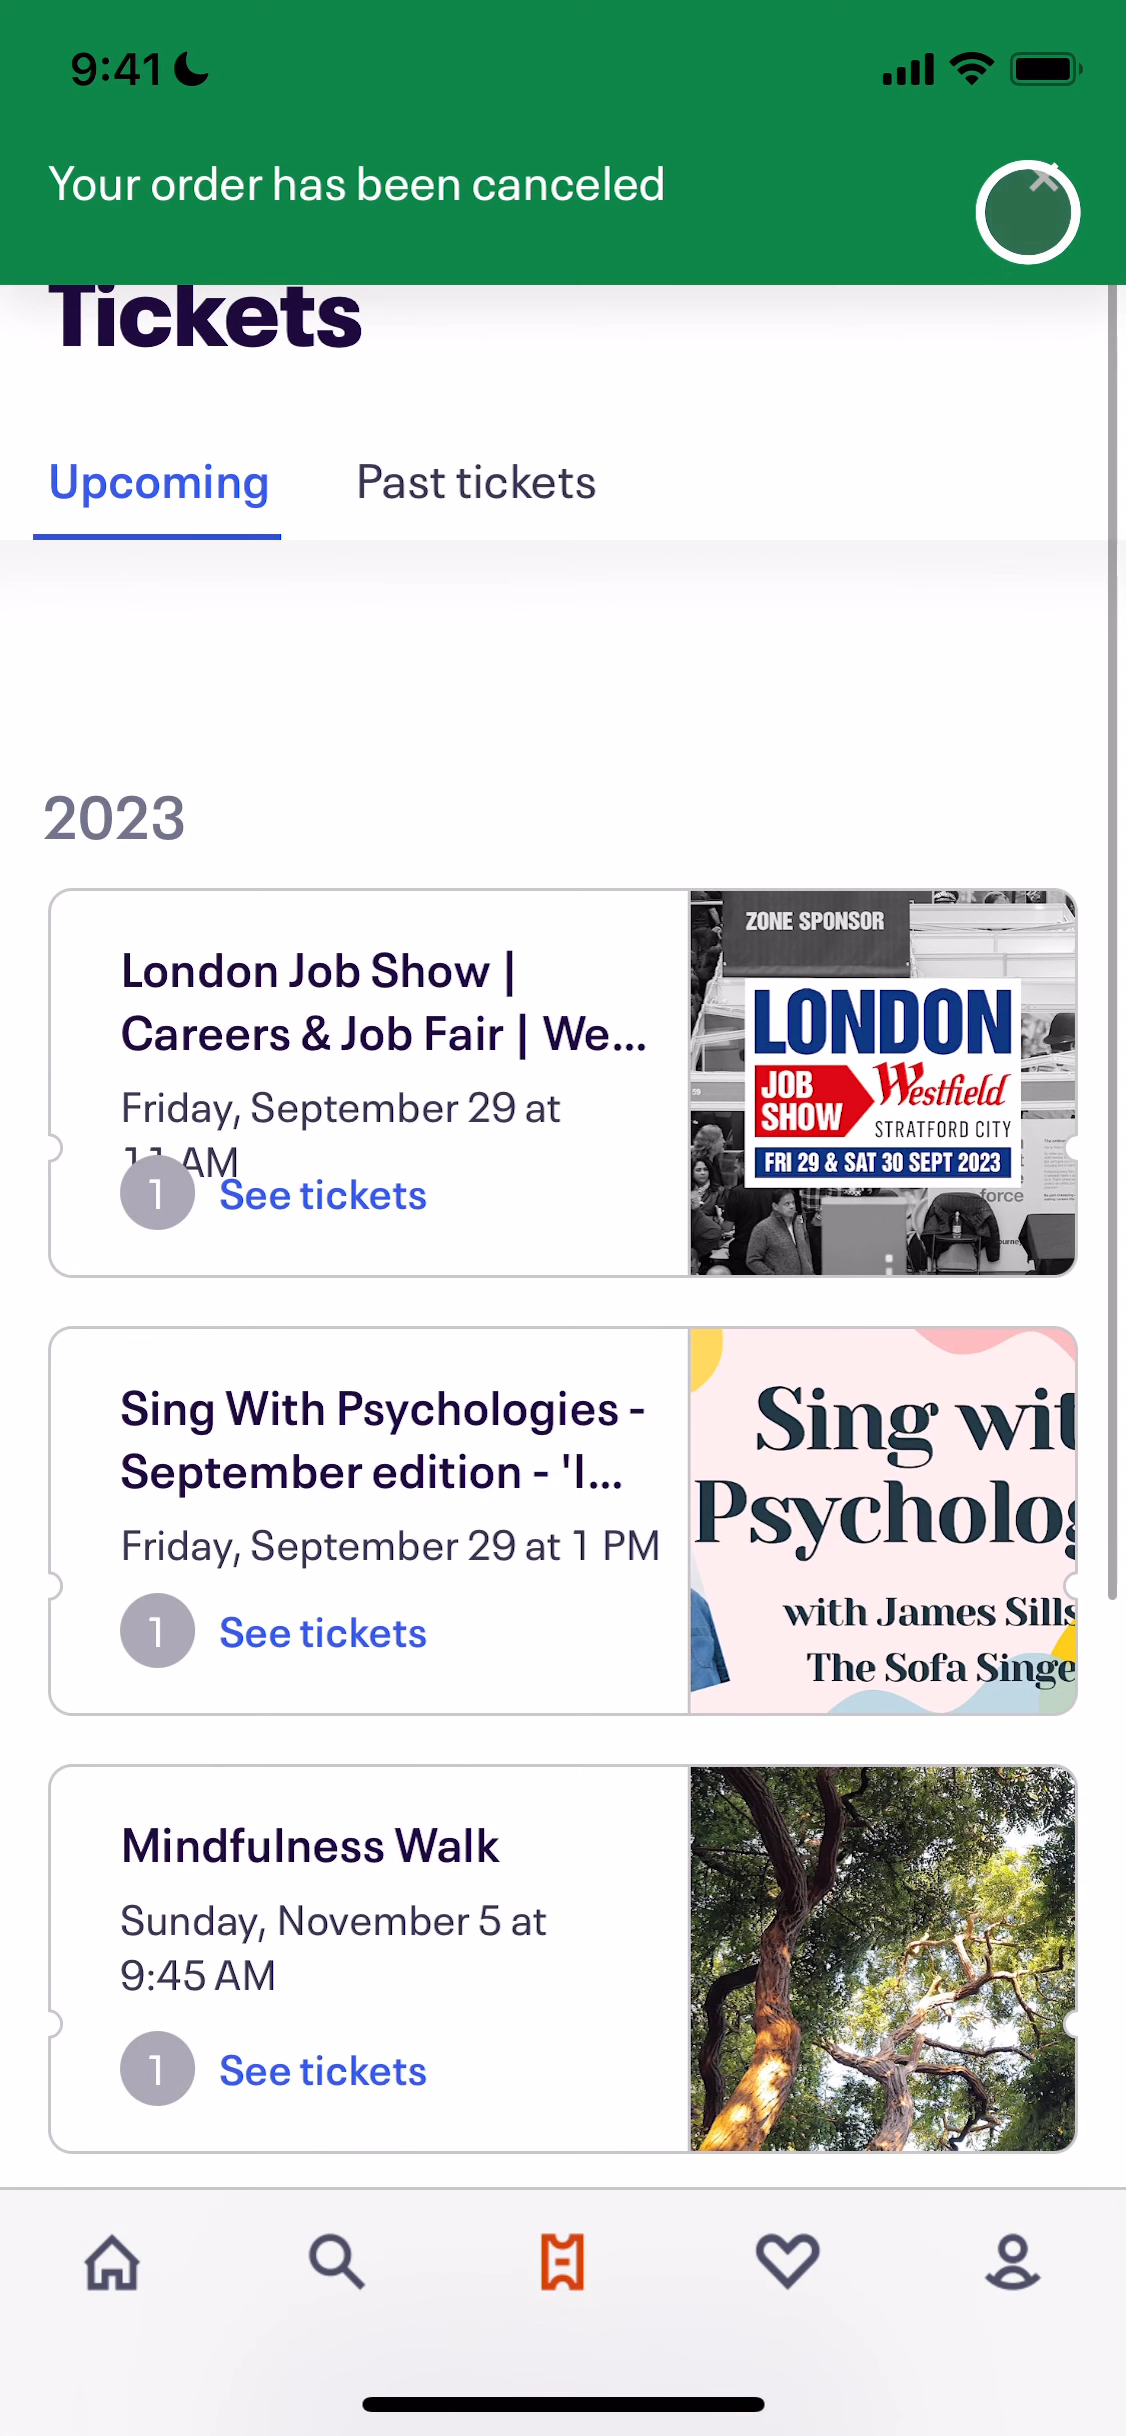 9:41
Your order has been canceled
Tickets
Upcoming
Past tickets
2023
London Job Show |
Careers & Job Fair | We...
Friday, September 29 at
11 AM
1
See tickets
ZONE SPONSOR
LONDON
JOB
SHOW
Westfield
STRATFORD CITY
FRI 29 & SAT 30 SEPT 2023
force
Sing With Psychologies -
September edition - 'I...
Friday, September 29 at 1 PM
1
See tickets
Sing wit
Psycholog
with James Sills
The Sofa Singe
Mindfulness Walk
Sunday, November 5 at
9:45 AM
1
See tickets